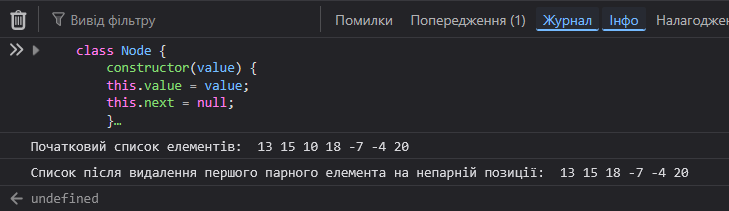 Вивід фільтру Помилки Попередження (1) Журнал Інфо Налагоджен
class Node {
constructor(value) {
this.value = value;
this.next = null;
}…
Початковий список елементів: 13 15 10 18 -7 -4 20
Список після видалення першого парного елемента на непарній позиції: 13 15 18 -7 -4 20
undefined